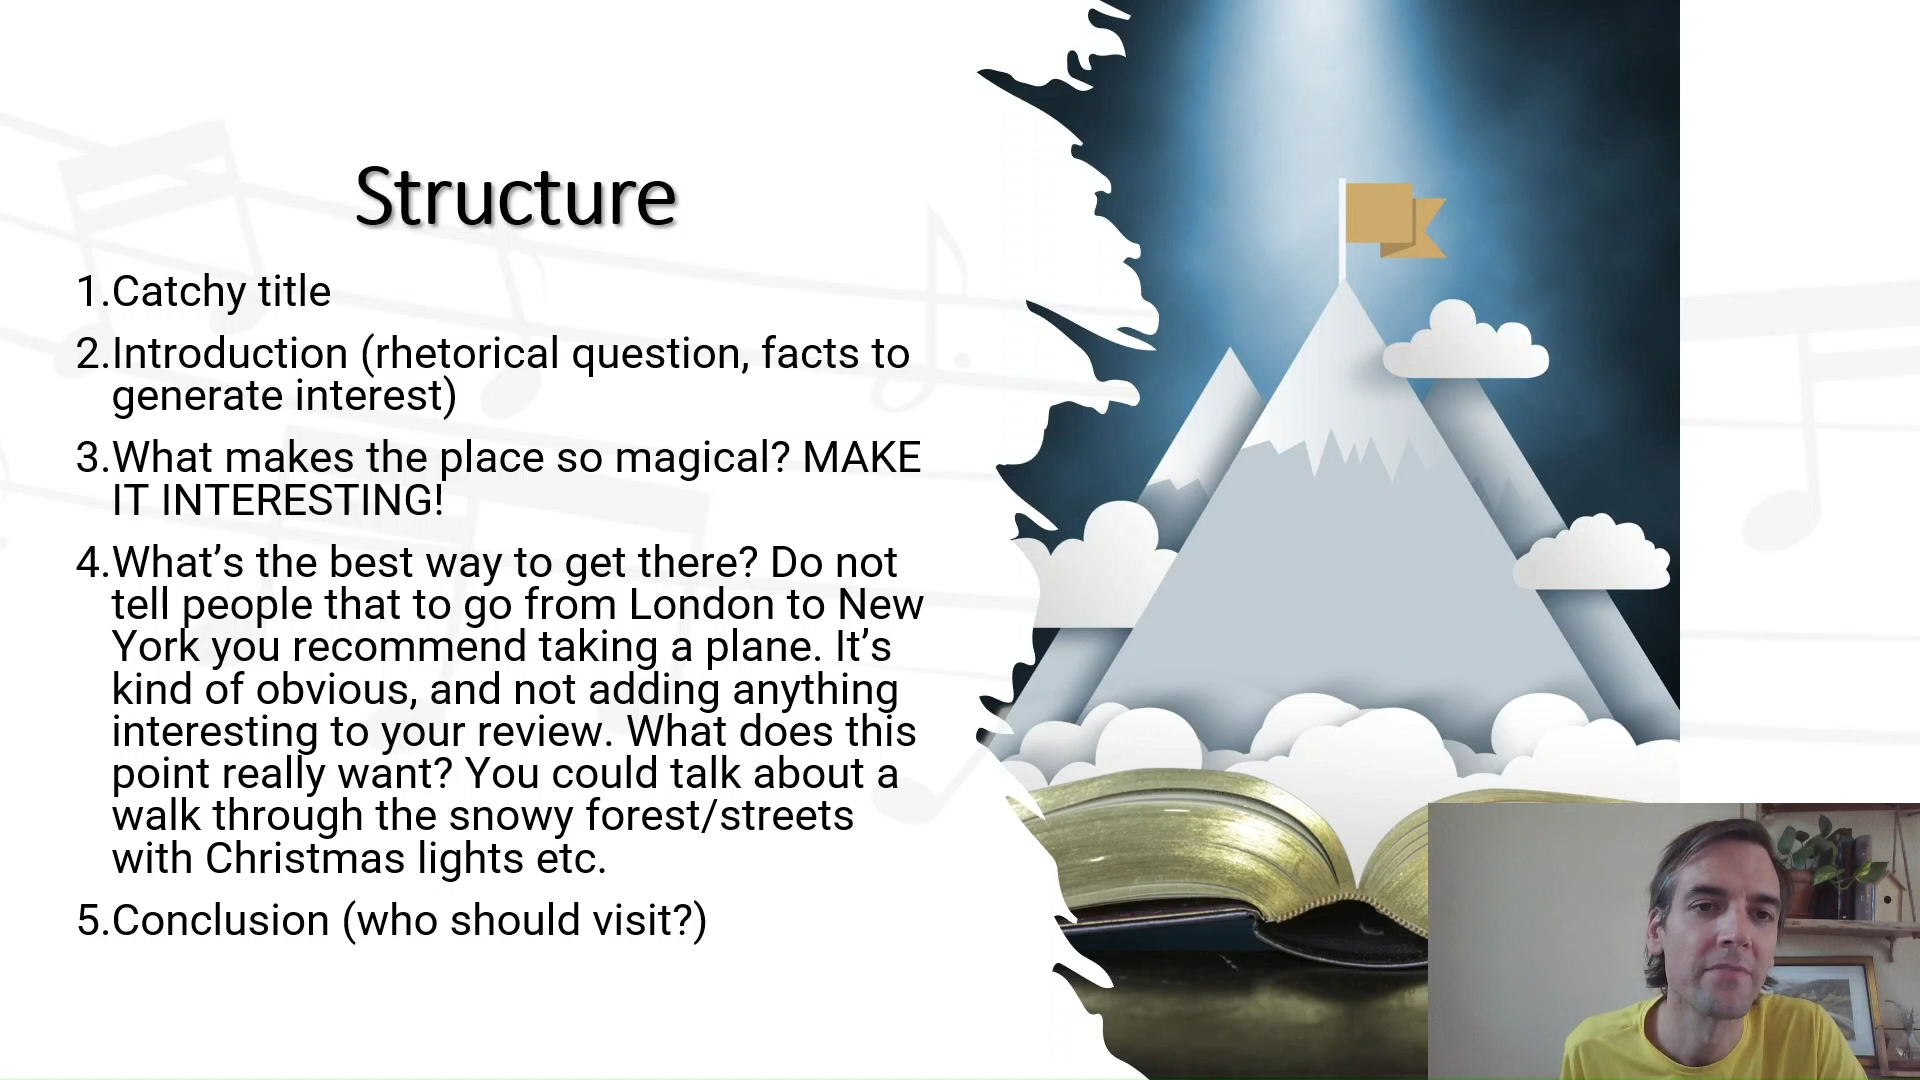 Structure
1.Catchy title
2.Introduction (rhetorical question, facts to
generate interest)
3.What makes the place so magical? MAKE
IT INTERESTING!
4.What’s the best way to get there? Do not
tell people that to go from London to New
York you recommend taking a plane. It’s
kind of obvious, and not adding anything
interesting to your review. What does this
point really want? You could talk about a
walk through the snowy forest/streets
with Christmas lights etc.
5.Conclusion (who should visit?)